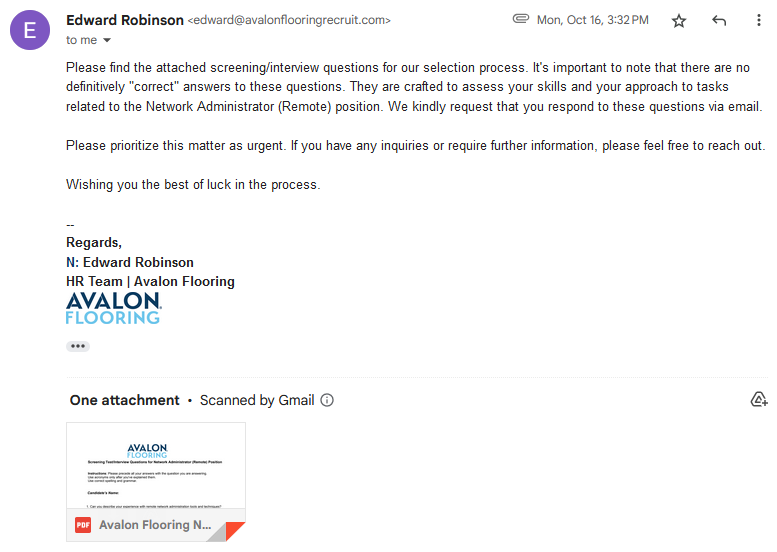 E
Edward Robinson <edward@avalonflooringrecruit.com>
Mon, Oct 16, 3:32 PM
to me
Please find the attached screening/interview questions for our selection process. It's important to note that there are no
definitively "correct" answers to these questions. They are crafted to assess your skills and your approach to tasks
related to the Network Administrator (Remote) position. We kindly request that you respond to these questions via email.
Please prioritize this matter as urgent. If you have any inquiries or require further information, please feel free to reach out.
Wishing you the best of luck in the process.
--
Regards,
N: Edward Robinson
HR Team | Avalon Flooring
AVALON.
FLOORING
One attachment • Scanned by Gmail
AVALON
FLOORING
Screening Test/Interview Questions for Network Administrator (Remote) Position
Instructions: Please precede all your answers with the question you are answering.
Use acronyms only after you've explained them.
Use correct spelling and grammar.
Candidate's Name:
1. Can you describe your experience with remote network administration tools and techniques?
PDF Avalon Flooring N...